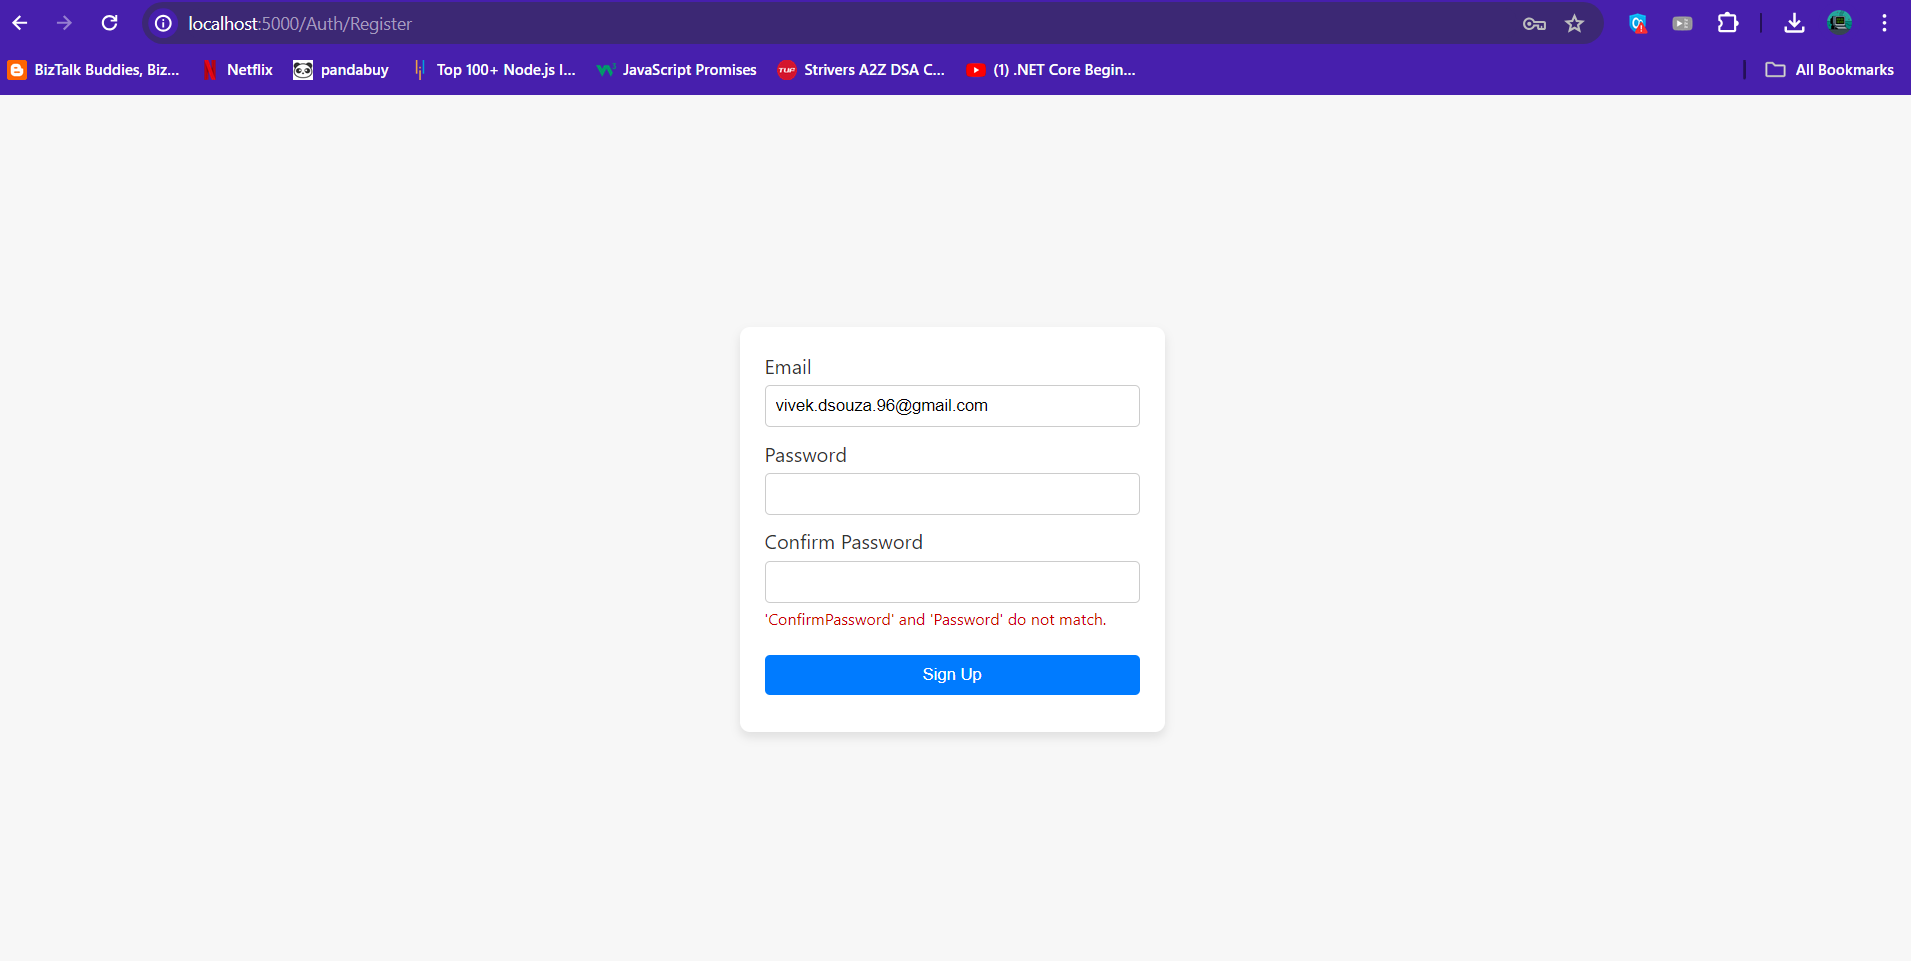 localhost:5000/Auth/Register
BizTalk Buddies, Biz... Netflix pandabuy Top 100+ Node.js I... JavaScript Promises TUF Strivers A2Z DSA C... (1) .NET Core Begin... All Bookmarks
Email
vivek.dsouza.96@gmail.com
Password
Confirm Password
'ConfirmPassword' and 'Password' do not match.
Sign Up